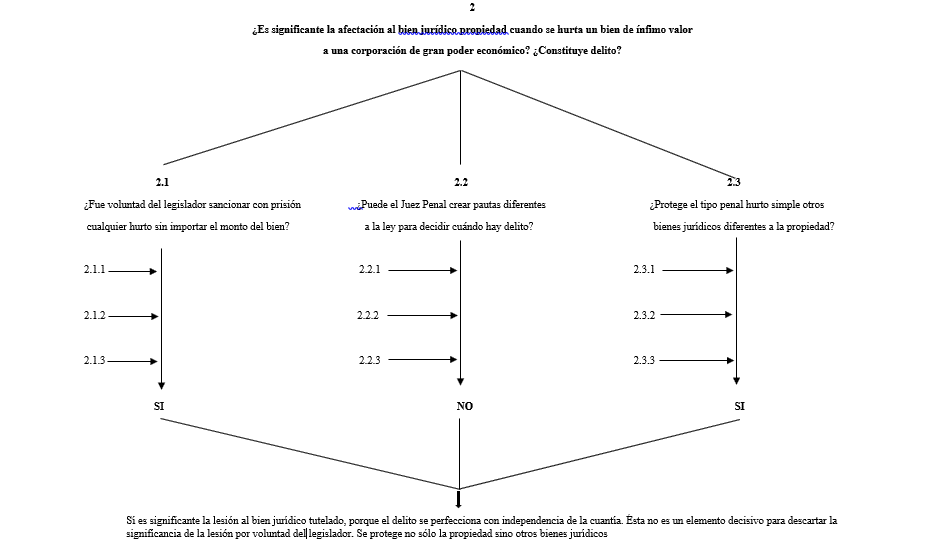 2
¿Es significante la afectación al bien jurídico propiedad cuando se hurta un bien de ínfimo valor
a una corporación de gran poder económico? ¿Constituye delito?
2.1
¿Fue voluntad del legislador sancionar con prisión
cualquier hurto sin importar el monto del bien?
2.1.1
2.1.2
2.1.3
SI
2.2
¿Puede el Juez Penal crear pautas diferentes
a la ley para decidir cuándo hay delito?
2.2.1
2.2.2
2.2.3
NO
2.3
¿Protege el tipo penal hurto simple otros
bienes jurídicos diferentes a la propiedad?
2.3.1
2.3.2
2.3.3
SI
Sí es significante la lesión al bien jurídico tutelado, porque el delito se perfecciona con independencia de la cuantía. Ésta no es un elemento decisivo para descartar la
significancia de la lesión por voluntad del legislador. Se protege no sólo la propiedad sino otros bienes jurídicos